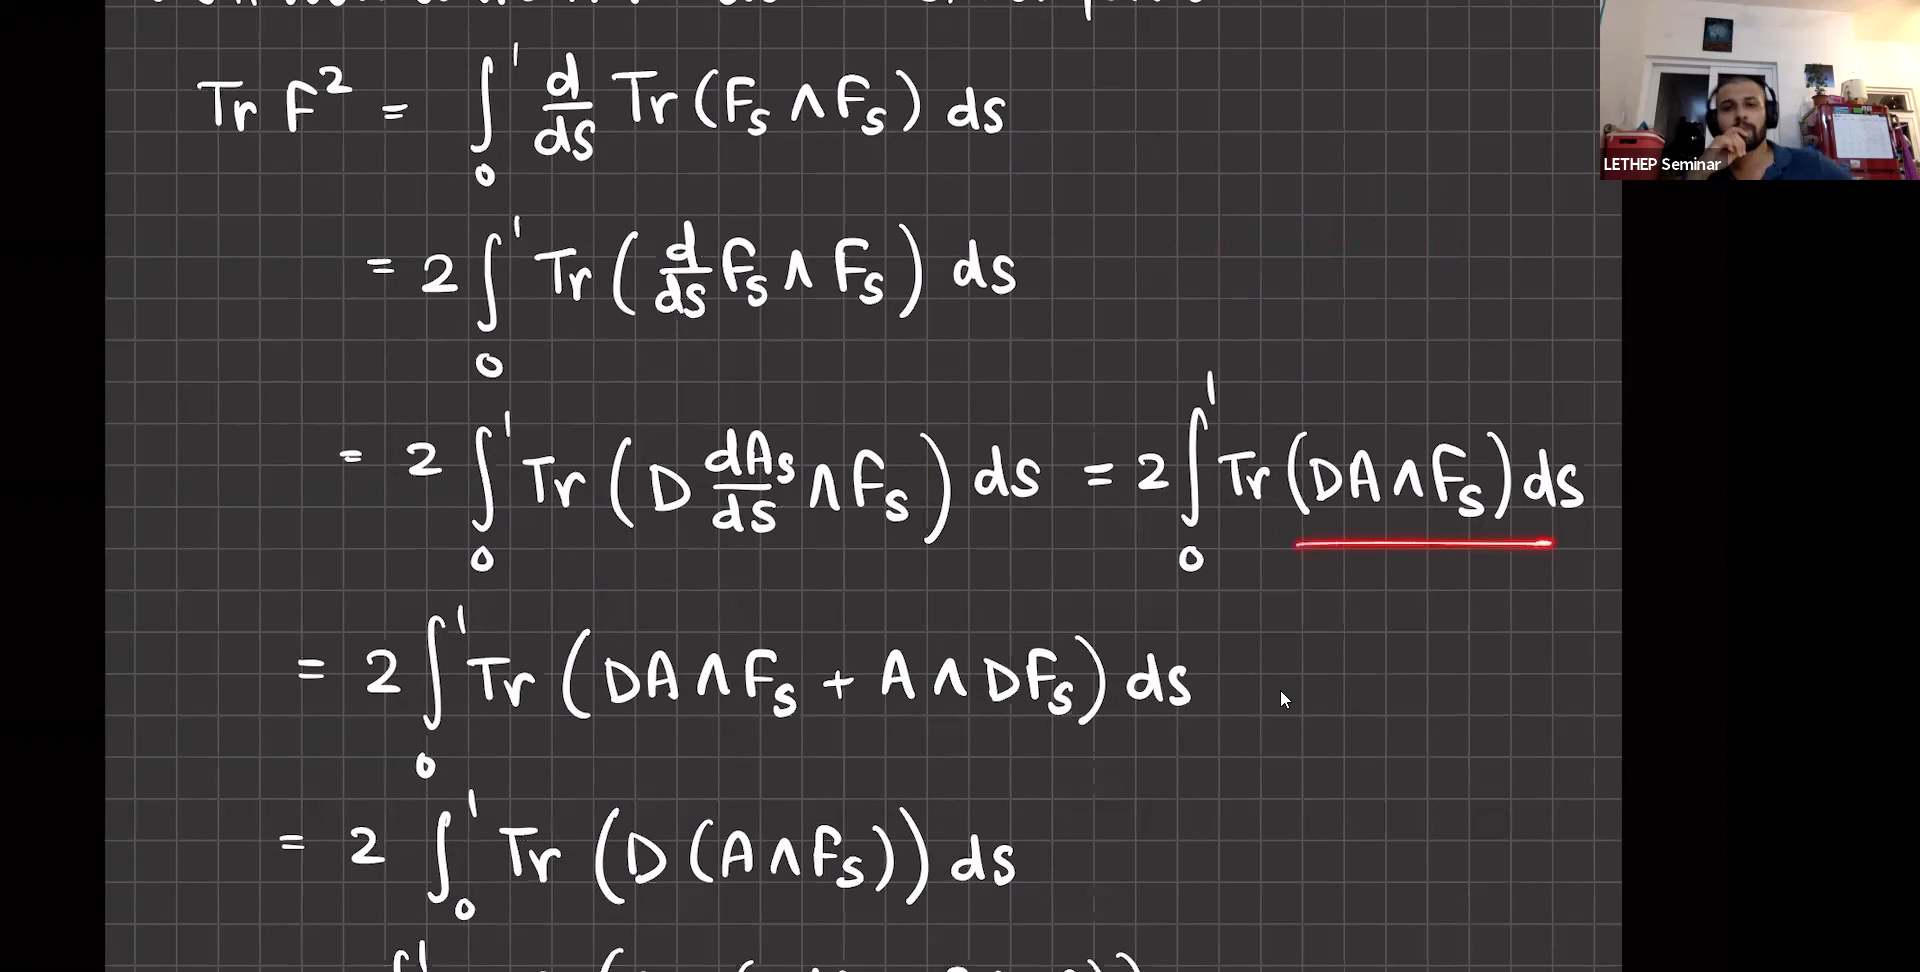 Tr F² = ∫₀¹ d/ds Tr (Fₛ ∧ Fₛ) ds
= 2 ∫₀¹ Tr ( d/ds Fₛ ∧ Fₛ ) ds
= 2 ∫₀¹ Tr ( D dAₛ/ds ∧ Fₛ ) ds = 2 ∫₀¹ Tr (DA ∧ Fₛ) ds
= 2 ∫₀¹ Tr ( DA ∧ Fₛ + A ∧ DFₛ ) ds
= 2 ∫₀¹ Tr ( D (A ∧ Fₛ)) ds
LETHEP Seminar